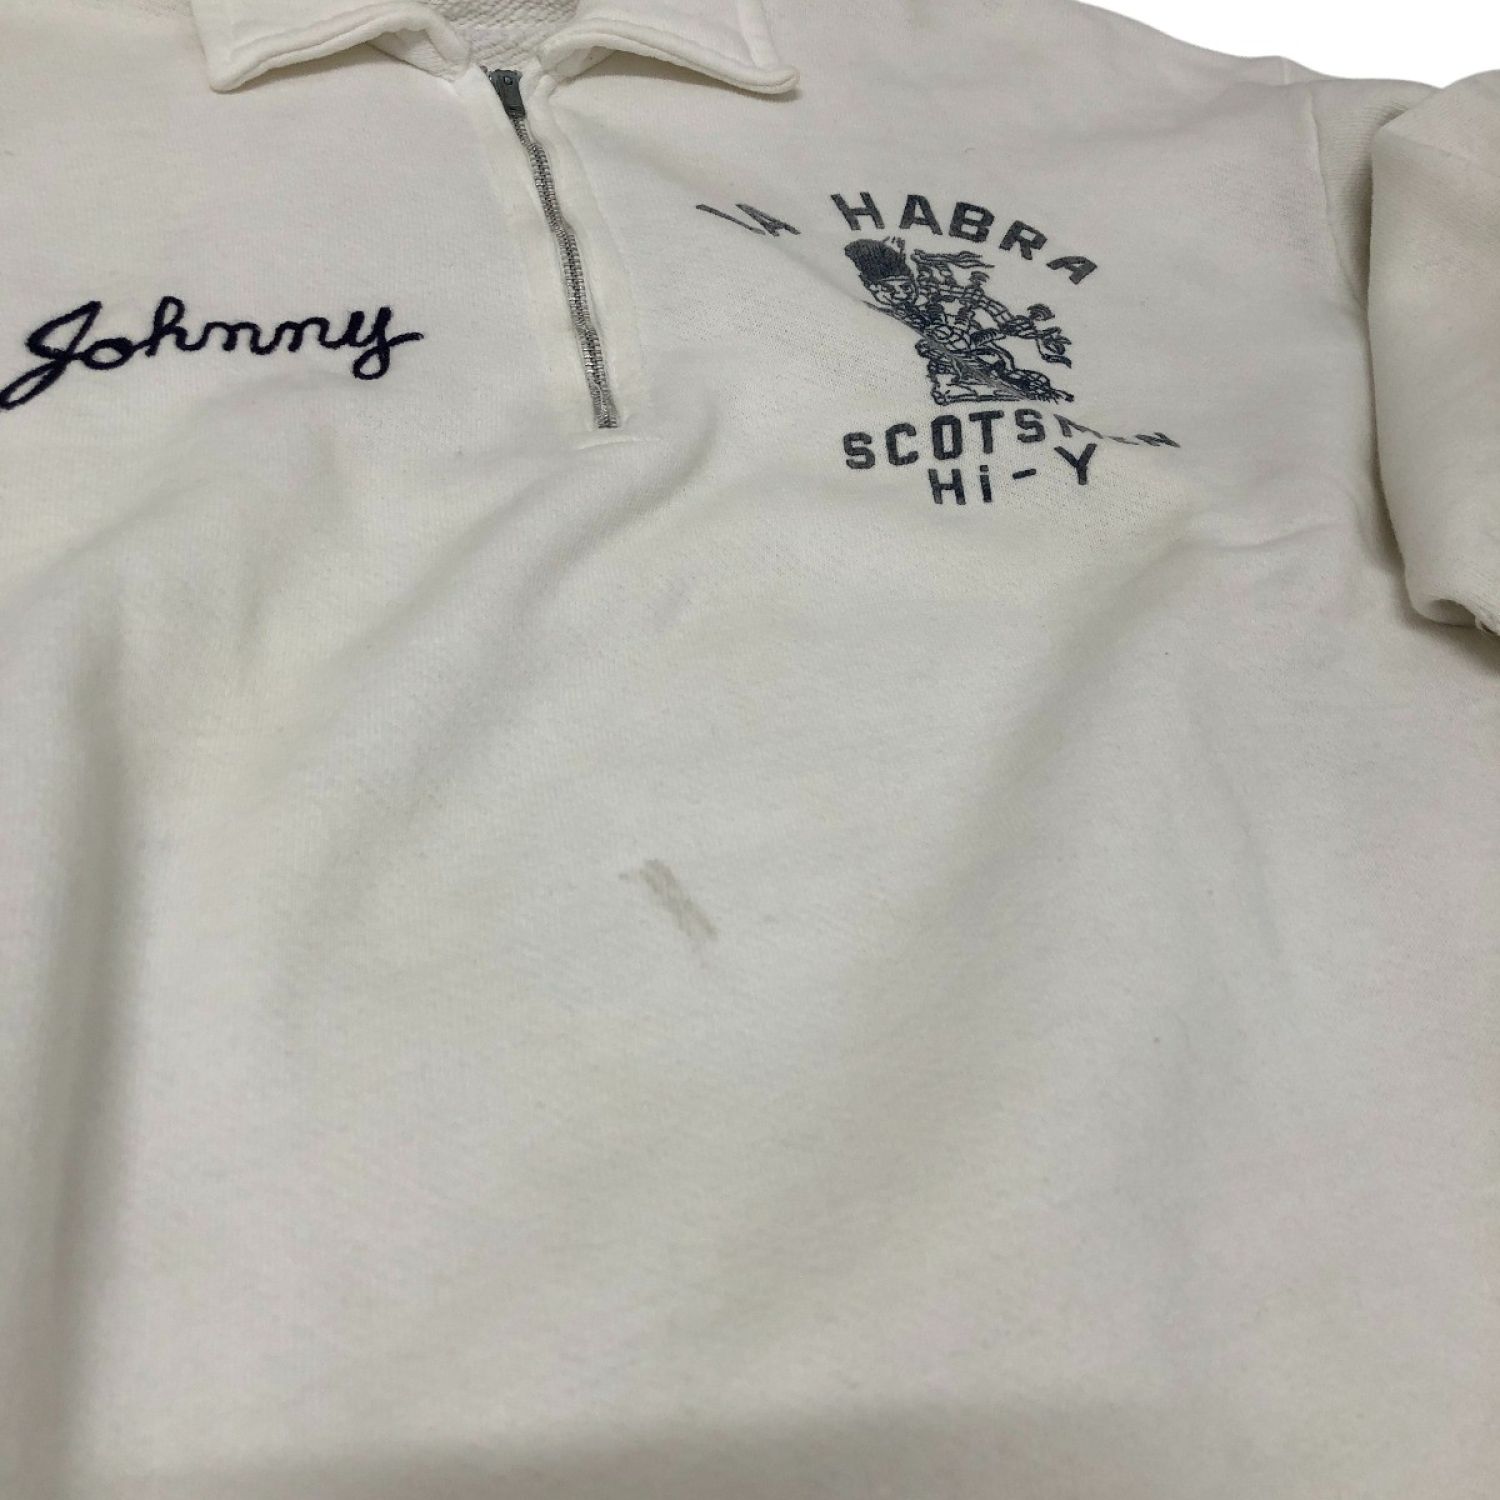 Johnny
LA HABRA
SCOTSMEN
Hi-Y